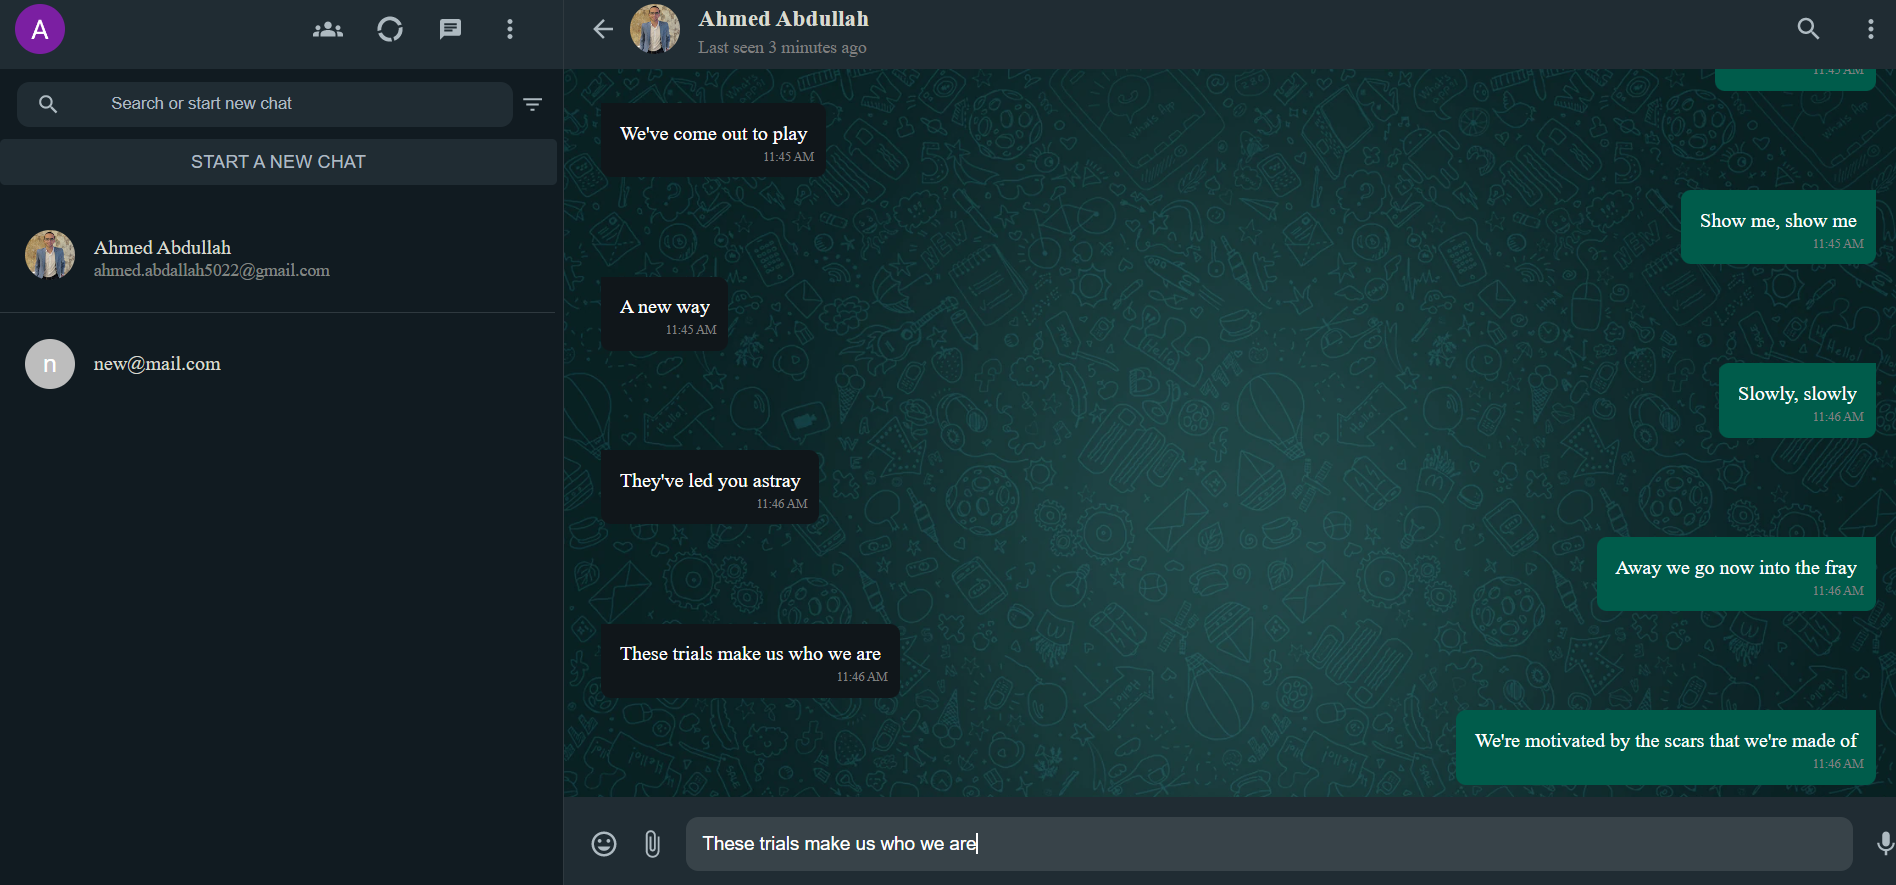 A
Ahmed Abdullah
Last seen 3 minutes ago
Search or start new chat
START A NEW CHAT
Ahmed Abdullah
ahmed.abdallah5022@gmail.com
n
new@mail.com
11:45 AM
We've come out to play
11:45 AM
Show me, show me
11:45 AM
A new way
11:45 AM
Slowly, slowly
11:46 AM
They've led you astray
11:46 AM
Away we go now into the fray
11:46 AM
These trials make us who we are
11:46 AM
We're motivated by the scars that we're made of
11:46 AM
These trials make us who we are